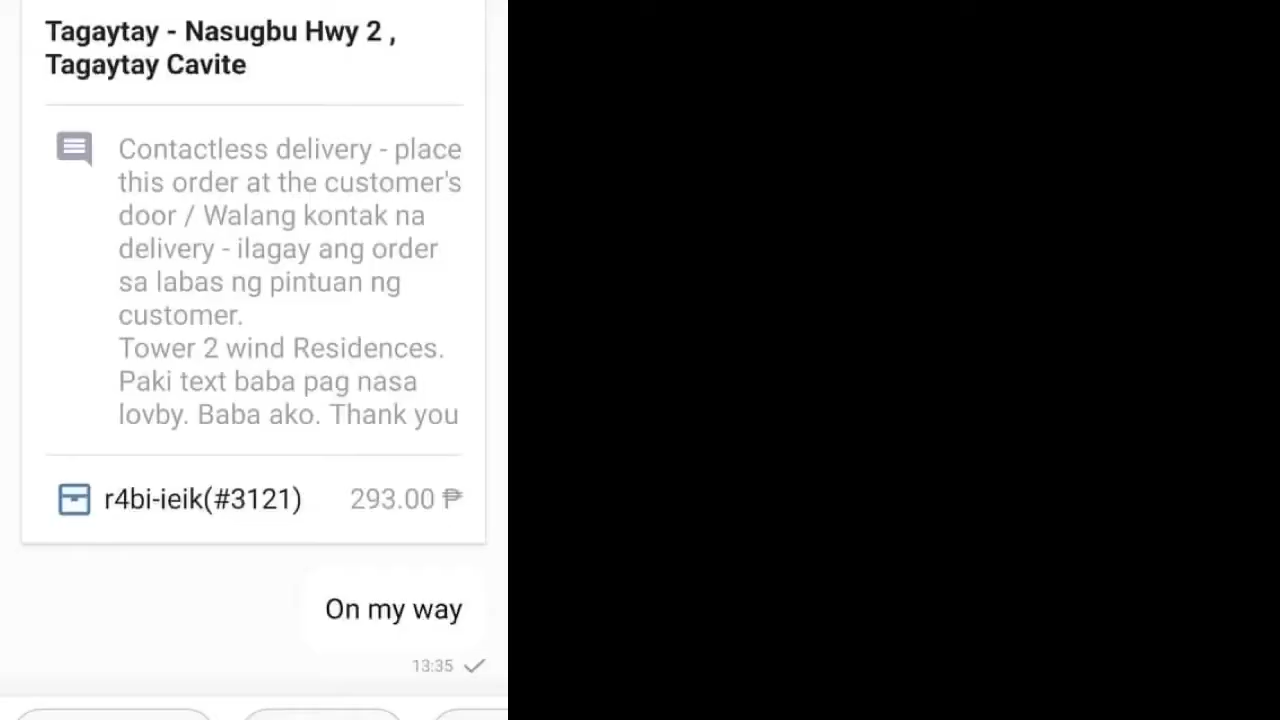 Tagaytay - Nasugbu Hwy 2 ,
Tagaytay Cavite
Contactless delivery - place
this order at the customer's
door / Walang kontak na
delivery - ilagay ang order
sa labas ng pintuan ng
customer.
Tower 2 wind Residences.
Paki text baba pag nasa
lovby. Baba ako. Thank you
r4bi-ieik(#3121) 293.00 ₱
On my way
13:35